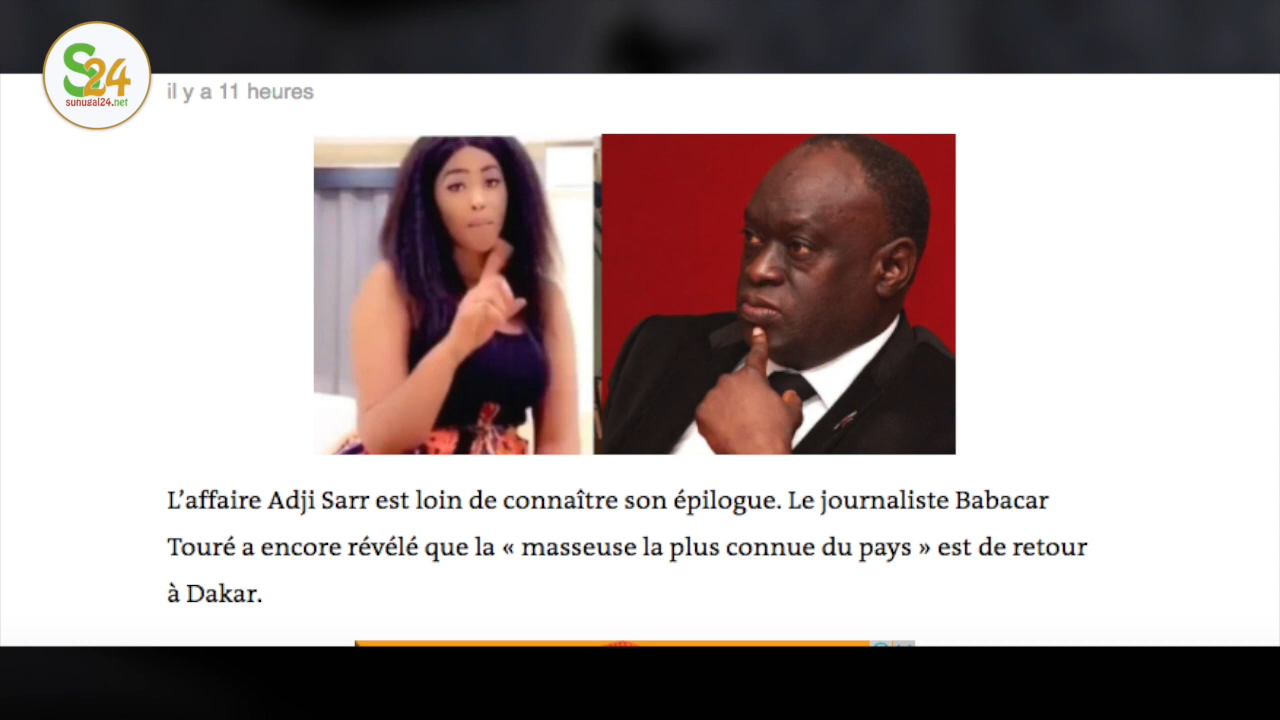 S24
sunugal24.net
il y a 11 heures
L’affaire Adji Sarr est loin de connaître son épilogue. Le journaliste Babacar
Touré a encore révélé que la « masseuse la plus connue du pays » est de retour
à Dakar.